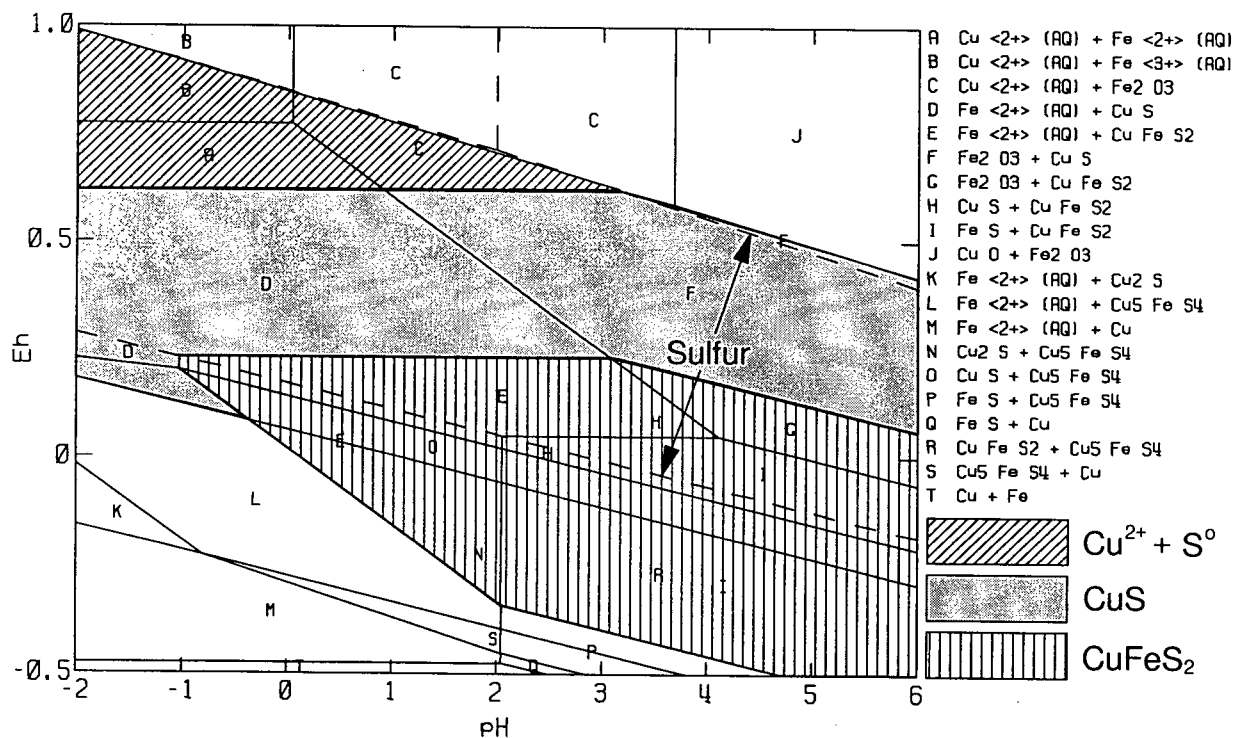 1.0
0.5
0
-0.5
Eh
-2
-1
0
1
2
3
4
5
6
pH
B
C
B
C
J
A
C
F
D
F
Sulfur
D
E
H
G
E
O
H
I
L
K
N
R
I
M
S
P
T
Q
A Cu <2+> (AQ) + Fe <2+> (AQ)
B Cu <2+> (AQ) + Fe <3+> (AQ)
C Cu <2+> (AQ) + Fe2 O3
D Fe <2+> (AQ) + Cu S
E Fe <2+> (AQ) + Cu Fe S2
F Fe2 O3 + Cu S
G Fe2 O3 + Cu Fe S2
H Cu S + Cu Fe S2
I Fe S + Cu Fe S2
J Cu O + Fe2 O3
K Fe <2+> (AQ) + Cu2 S
L Fe <2+> (AQ) + Cu5 Fe S4
M Fe <2+> (AQ) + Cu
N Cu2 S + Cu5 Fe S4
O Cu S + Cu5 Fe S4
P Fe S + Cu5 Fe S4
Q Fe S + Cu
R Cu Fe S2 + Cu5 Fe S4
S Cu5 Fe S4 + Cu
T Cu + Fe
Cu²⁺ + S°
CuS
CuFeS₂